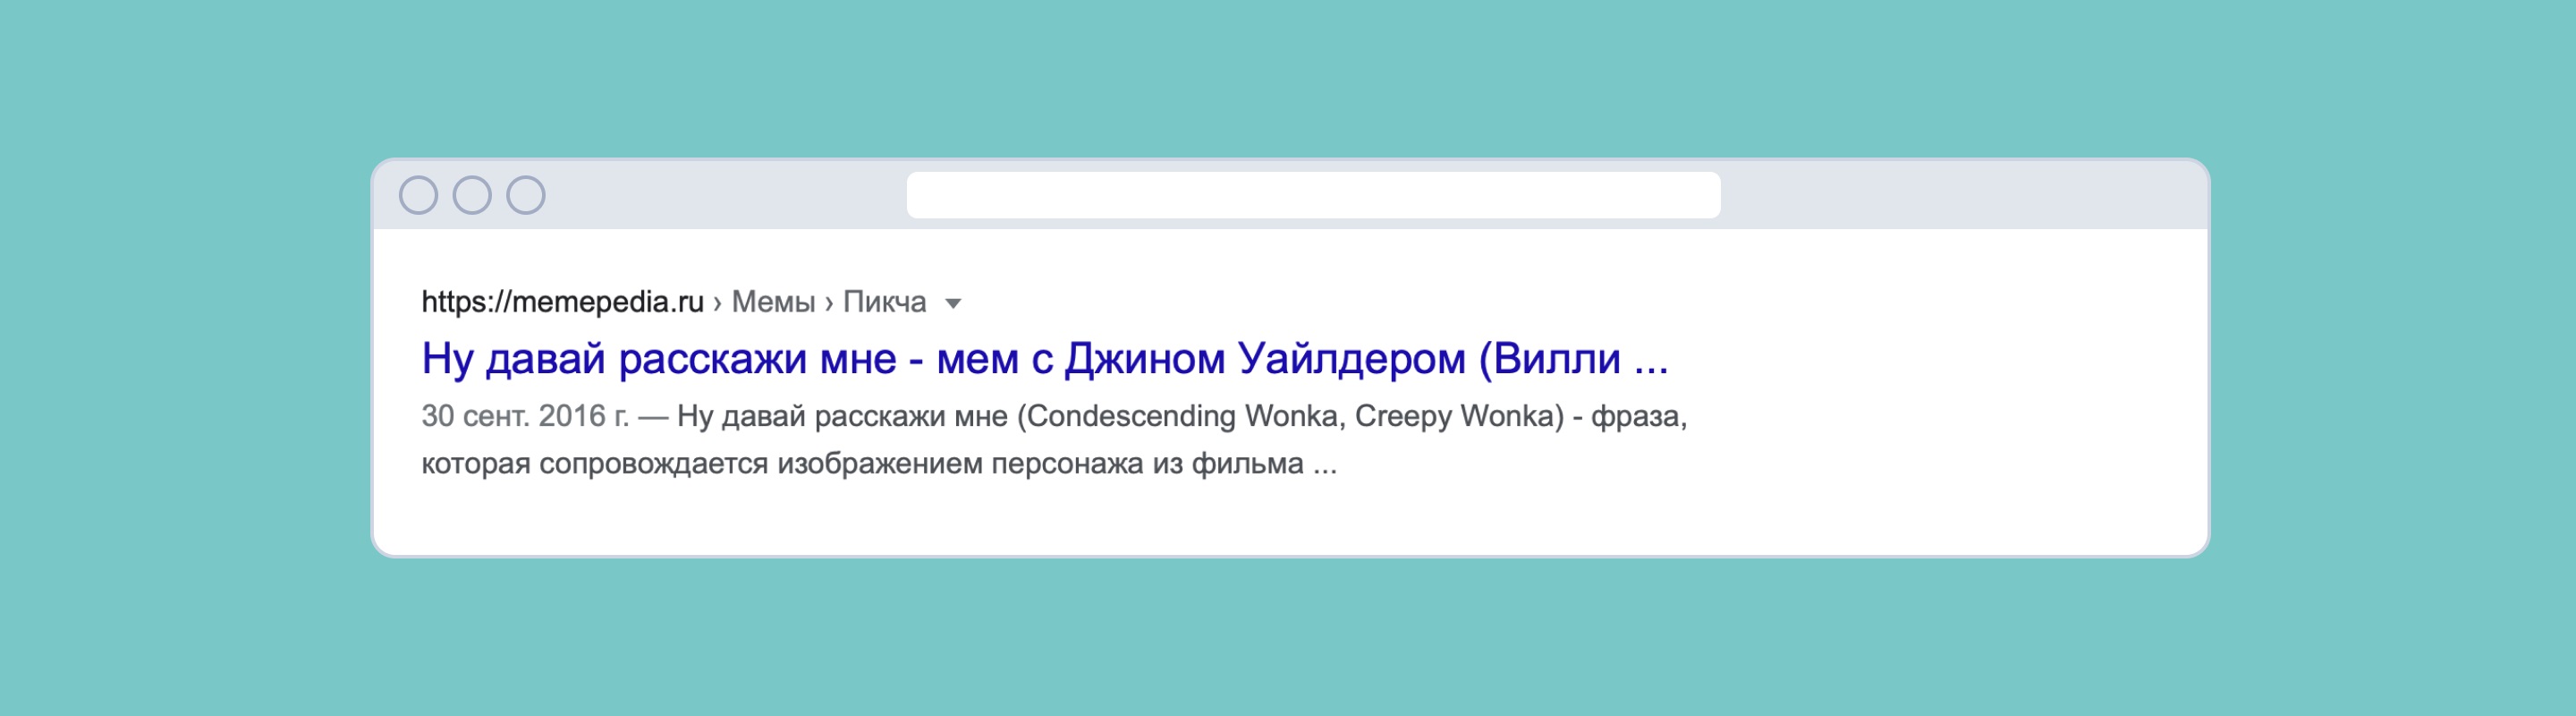 https://memepedia.ru › Мемы › Пикча
Ну давай расскажи мне - мем с Джином Уайлдером (Вилли ...
30 сент. 2016 г. — Ну давай расскажи мне (Condescending Wonka, Creepy Wonka) - фраза,
которая сопровождается изображением персонажа из фильма ...